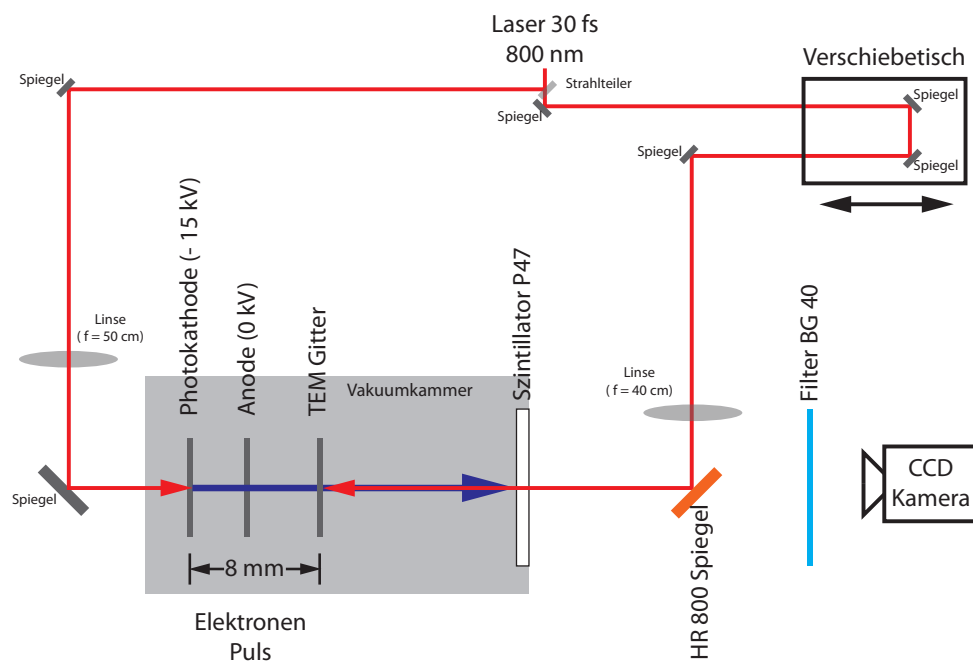 Laser 30 fs
800 nm
Verschiebetisch
Spiegel
Strahlteiler
Spiegel
Spiegel
Spiegel
Spiegel
Linse
( f = 50 cm)
Photokathode (- 15 kV)
Anode (0 kV)
TEM Gitter
Vakuumkammer
Szintillator P47
Linse
( f = 40 cm)
Filter BG 40
Spiegel
CCD
Kamera
HR 800 Spiegel
8 mm
Elektronen
Puls